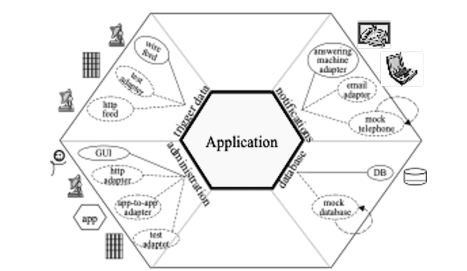 wire
feed
test
adapter
http
feed
trigger data
answering
machine
adapter
email
adapter
mock
telephone
notifications
Application
GUI
http
adapter
app-to-app
adapter
test
adapter
administration
app
DB
mock
database
database